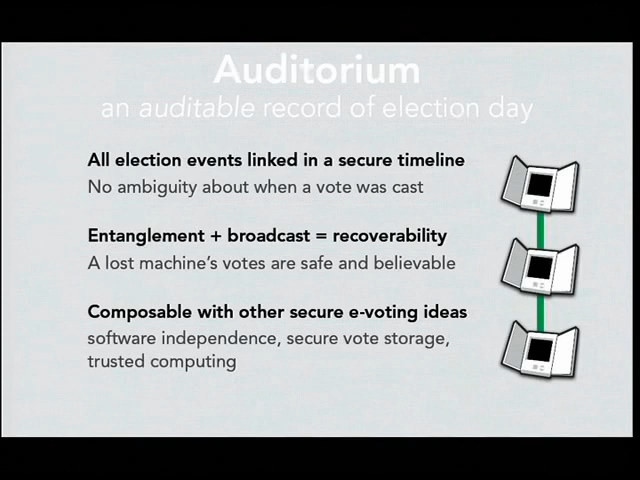 Auditorium
an auditable record of election day
All election events linked in a secure timeline
No ambiguity about when a vote was cast
Entanglement + broadcast = recoverability
A lost machine's votes are safe and believable
Composable with other secure e-voting ideas
software independence, secure vote storage,
trusted computing